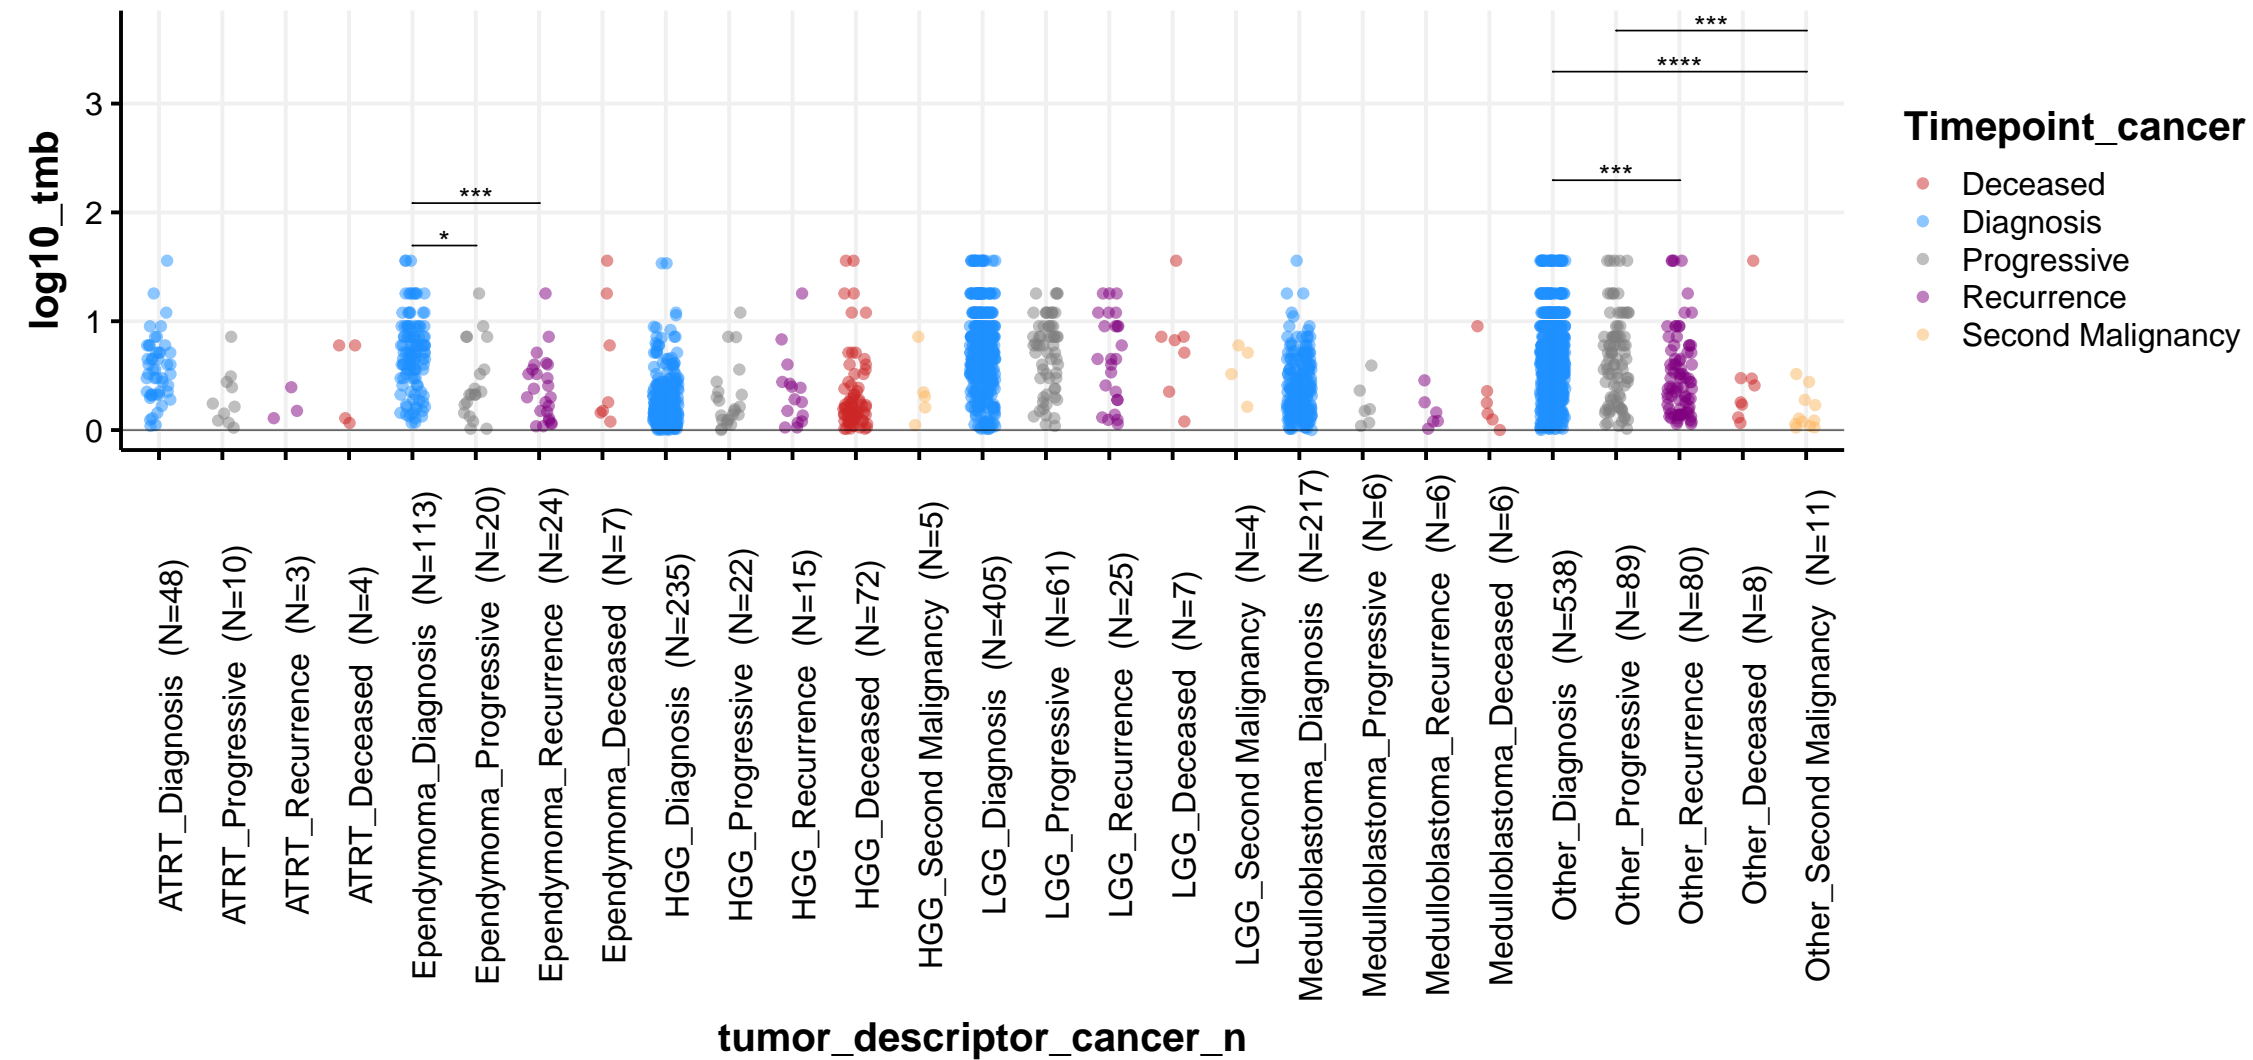 ***
****
***
***
*
log10_tmb
3
2
1
0
Timepoint_cancer
Deceased
Diagnosis
Progressive
Recurrence
Second Malignancy
ATRT_Diagnosis (N=48)
ATRT_Progressive (N=10)
ATRT_Recurrence (N=3)
ATRT_Deceased (N=4)
Ependymoma_Diagnosis (N=113)
Ependymoma_Progressive (N=20)
Ependymoma_Recurrence (N=24)
Ependymoma_Deceased (N=7)
HGG_Diagnosis (N=235)
HGG_Progressive (N=22)
HGG_Recurrence (N=15)
HGG_Deceased (N=72)
HGG_Second Malignancy (N=5)
LGG_Diagnosis (N=405)
LGG_Progressive (N=61)
LGG_Recurrence (N=25)
LGG_Deceased (N=7)
LGG_Second Malignancy (N=4)
Medulloblastoma_Diagnosis (N=217)
Medulloblastoma_Progressive (N=6)
Medulloblastoma_Recurrence (N=6)
Medulloblastoma_Deceased (N=6)
Other_Diagnosis (N=538)
Other_Progressive (N=89)
Other_Recurrence (N=80)
Other_Deceased (N=8)
Other_Second Malignancy (N=11)
tumor_descriptor_cancer_n